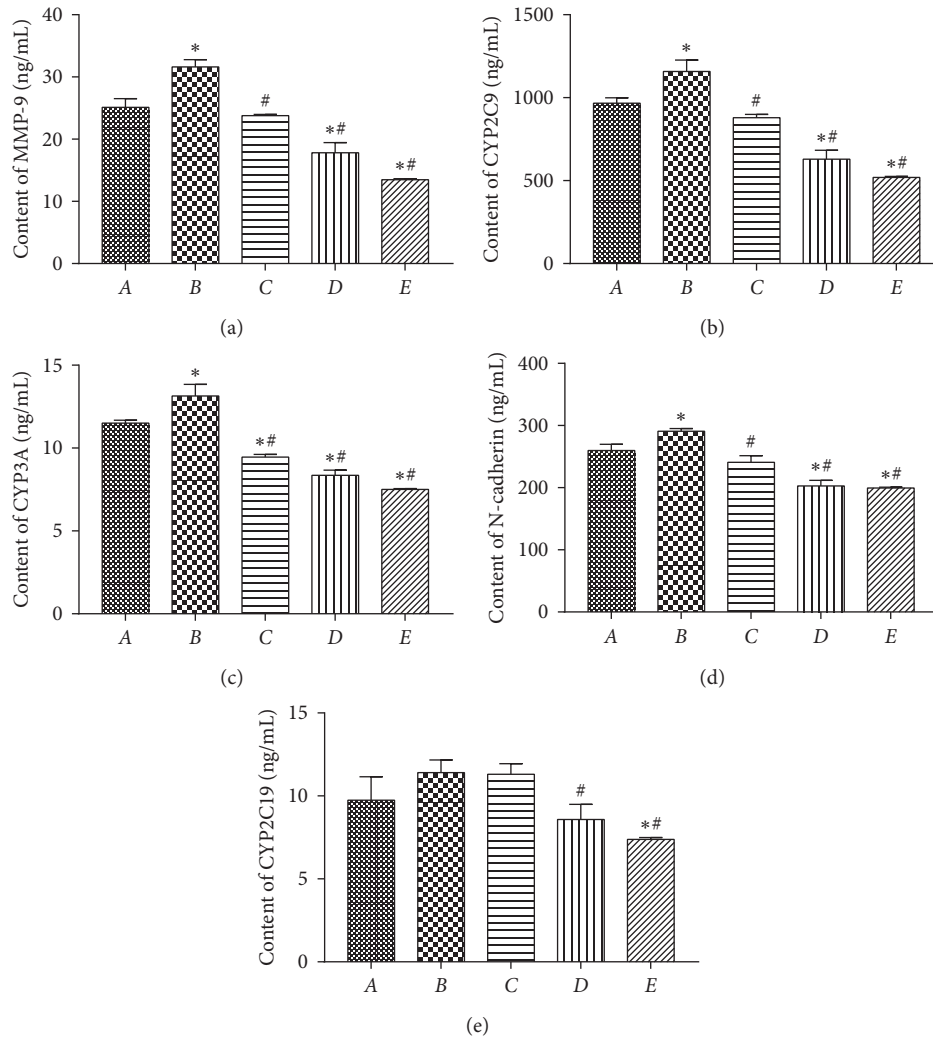 Content of MMP-9 (ng/mL)
40
30
20
10
0
*
#
*#
*#
A B C D E
(a)
Content of CYP2C9 (ng/mL)
1500
1000
500
0
*
#
*#
*#
A B C D E
(b)
Content of CYP3A (ng/mL)
15
10
5
0
*
*#
*#
*#
A B C D E
(c)
Content of N-cadherin (ng/mL)
400
300
200
100
0
*
#
*#
*#
A B C D E
(d)
Content of CYP2C19 (ng/mL)
15
10
5
0
#
*#
A B C D E
(e)